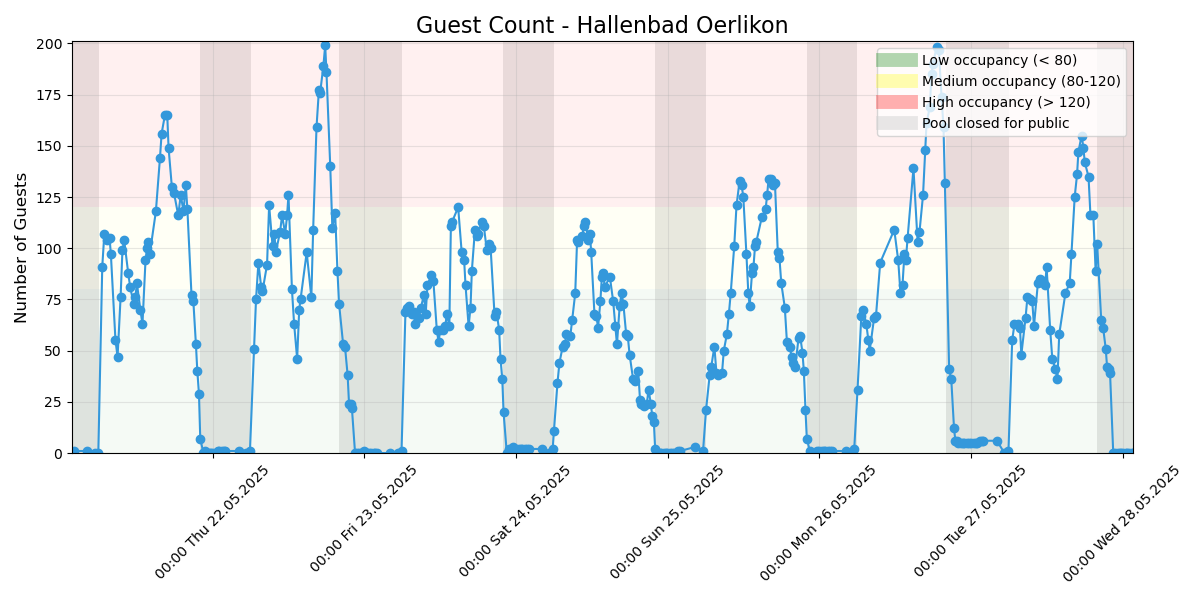 Guest Count - Hallenbad Oerlikon
Number of Guests
200
175
150
125
100
75
50
25
0
Low occupancy (< 80)
Medium occupancy (80-120)
High occupancy (> 120)
Pool closed for public
00:00 Thu 22.05.2025
00:00 Fri 23.05.2025
00:00 Sat 24.05.2025
00:00 Sun 25.05.2025
00:00 Mon 26.05.2025
00:00 Tue 27.05.2025
00:00 Wed 28.05.2025